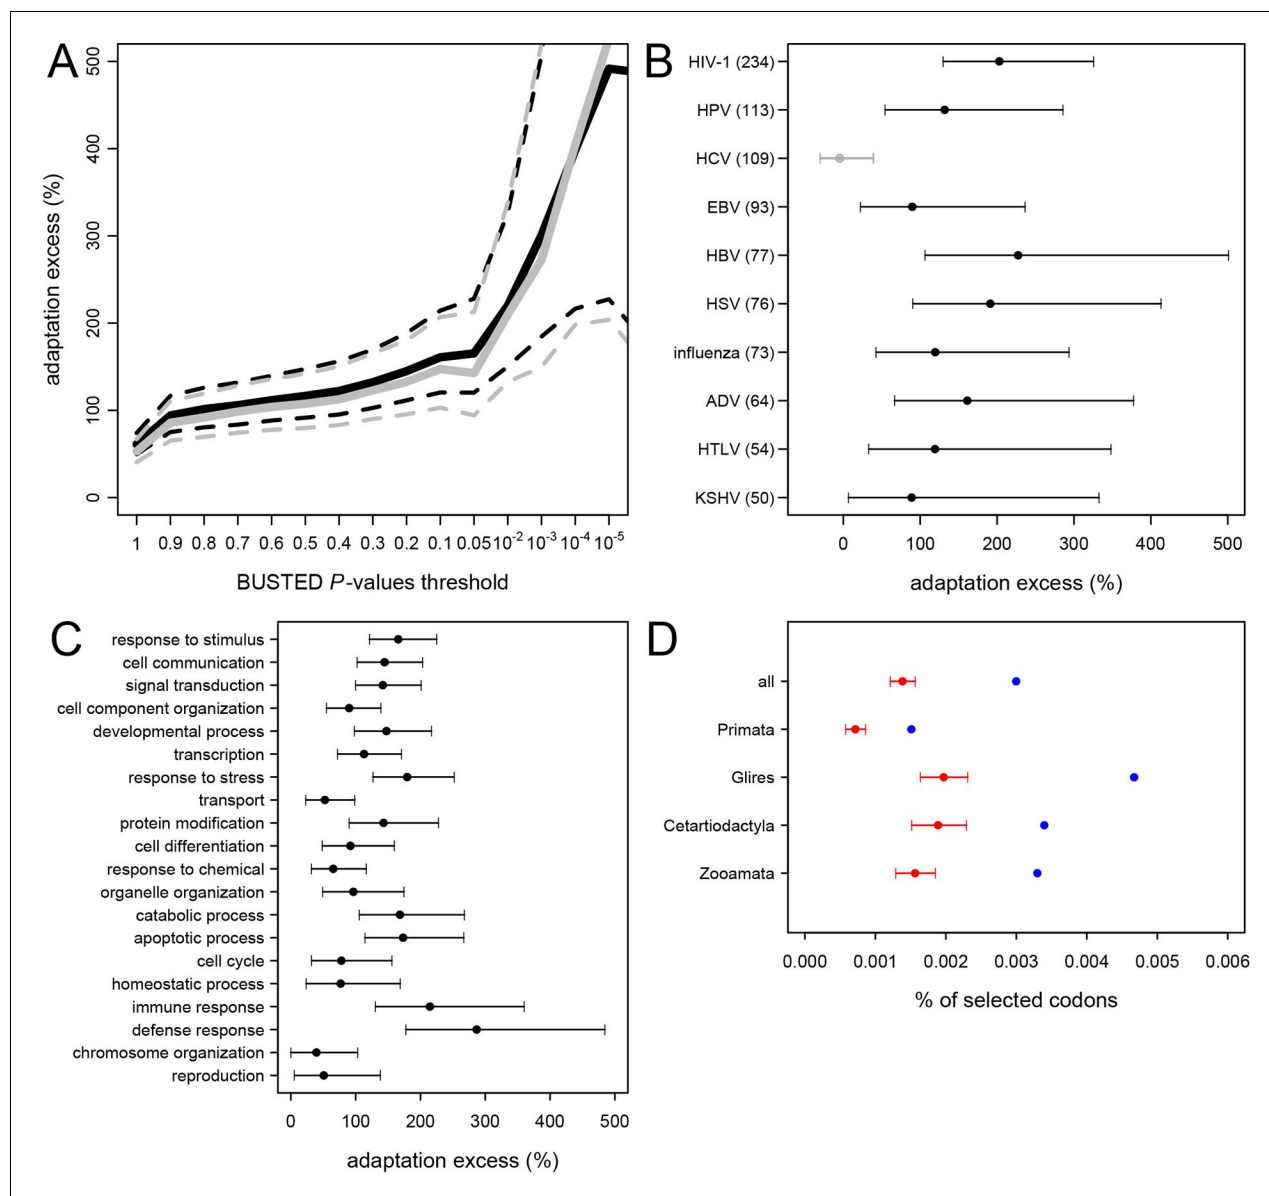 A
500
400
300
200
100
0
adaptation excess (%)
1 0.9 0.8 0.7 0.6 0.5 0.4 0.3 0.2 0.1 0.05 10-2 10-3 10-4 10-5
BUSTED P-values threshold
B
HIV-1 (234)
HPV (113)
HCV (109)
EBV (93)
HBV (77)
HSV (76)
influenza (73)
ADV (64)
HTLV (54)
KSHV (50)
0 100 200 300 400 500
adaptation excess (%)
C
response to stimulus
cell communication
signal transduction
cell component organization
developmental process
transcription
response to stress
transport
protein modification
cell differentiation
response to chemical
organelle organization
catabolic process
apoptotic process
cell cycle
homeostatic process
immune response
defense response
chromosome organization
reproduction
0 100 200 300 400 500
adaptation excess (%)
D
all
Primata
Glires
Cetartiodactyla
Zooamata
0.000 0.001 0.002 0.003 0.004 0.005 0.006
% of selected codons